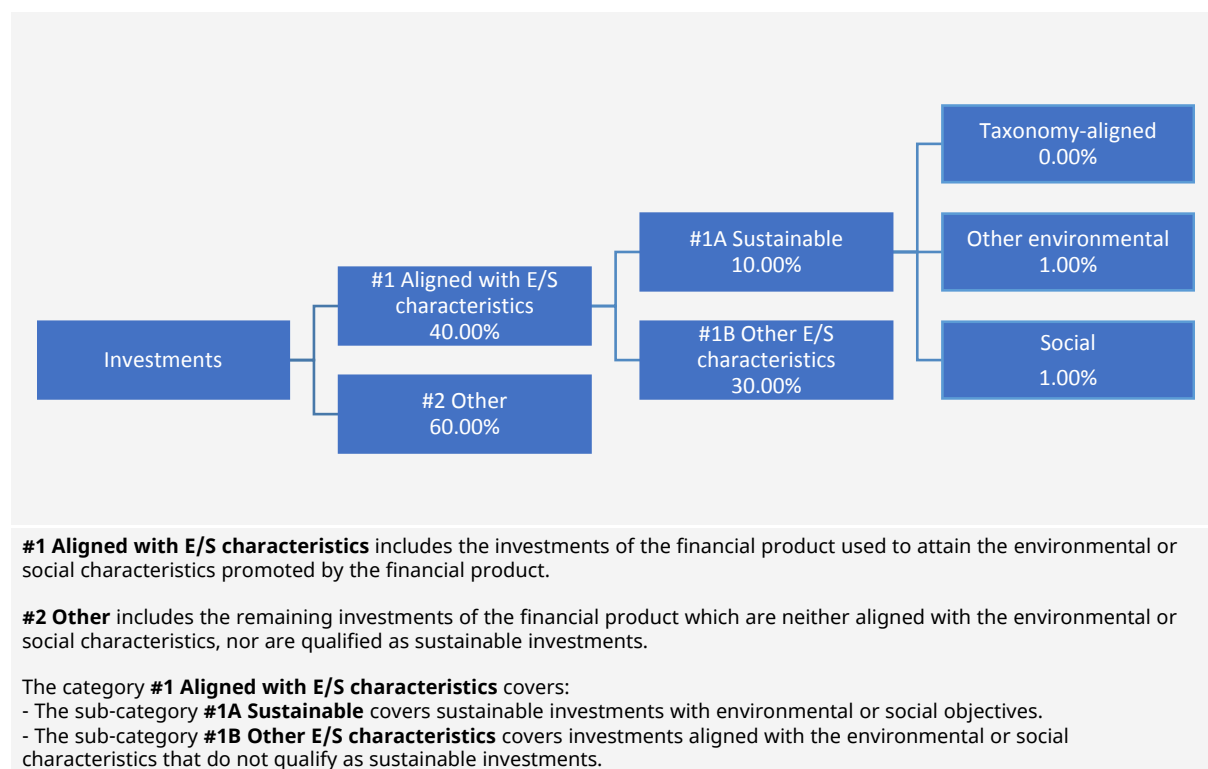 Investments
#1 Aligned with E/S
characteristics
40.00%
#2 Other
60.00%
#1A Sustainable
10.00%
#1B Other E/S
characteristics
30.00%
Taxonomy-aligned
0.00%
Other environmental
1.00%
Social
1.00%
#1 Aligned with E/S characteristics includes the investments of the financial product used to attain the environmental or
social characteristics promoted by the financial product.
#2 Other includes the remaining investments of the financial product which are neither aligned with the environmental or
social characteristics, nor are qualified as sustainable investments.
The category #1 Aligned with E/S characteristics covers:
- The sub-category #1A Sustainable covers sustainable investments with environmental or social objectives.
- The sub-category #1B Other E/S characteristics covers investments aligned with the environmental or social
characteristics that do not qualify as sustainable investments.